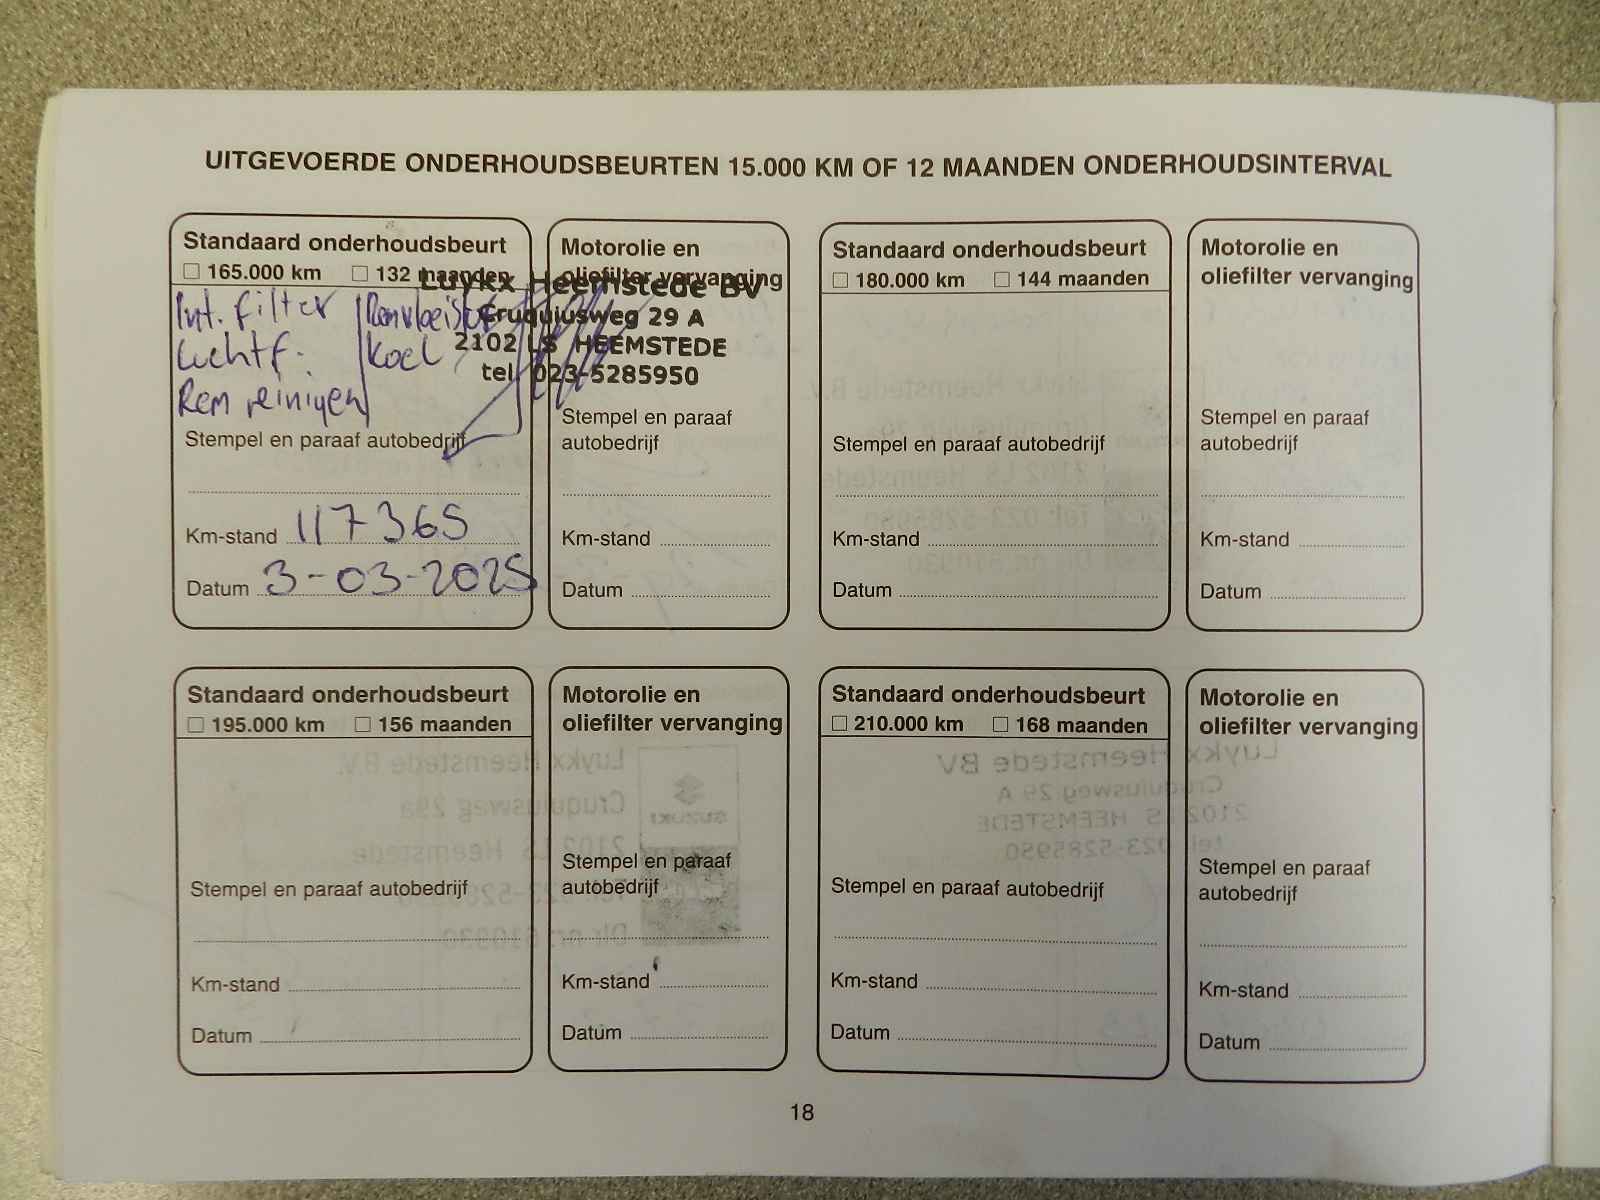 UITGEVOERDE ONDERHOUDSBEURTEN 15.000 KM OF 12 MAANDEN ONDERHOUDSINTERVAL
Standaard onderhoudsbeurt
165.000 km 132 maanden
Int. filter
Luchtf.
Rem reinigen
Remvloeistof
Koel
Luykx Heemstede BV
Cruquiusweg 29 A
2102 LS HEEMSTEDE
tel. 023-5285950
Stempel en paraaf autobedrijf
Km-stand 117365
Datum 3-03-2025
Motorolie en
oliefilter vervanging
Stempel en paraaf
autobedrijf
Km-stand
Datum
Standaard onderhoudsbeurt
180.000 km 144 maanden
Stempel en paraaf autobedrijf
Km-stand
Datum
Motorolie en
oliefilter vervanging
Stempel en paraaf
autobedrijf
Km-stand
Datum
Standaard onderhoudsbeurt
195.000 km 156 maanden
Stempel en paraaf autobedrijf
Km-stand
Datum
Motorolie en
oliefilter vervanging
Stempel en paraaf
autobedrijf
Km-stand
Datum
Standaard onderhoudsbeurt
210.000 km 168 maanden
Stempel en paraaf autobedrijf
Km-stand
Datum
Motorolie en
oliefilter vervanging
Stempel en paraaf
autobedrijf
Km-stand
Datum
18